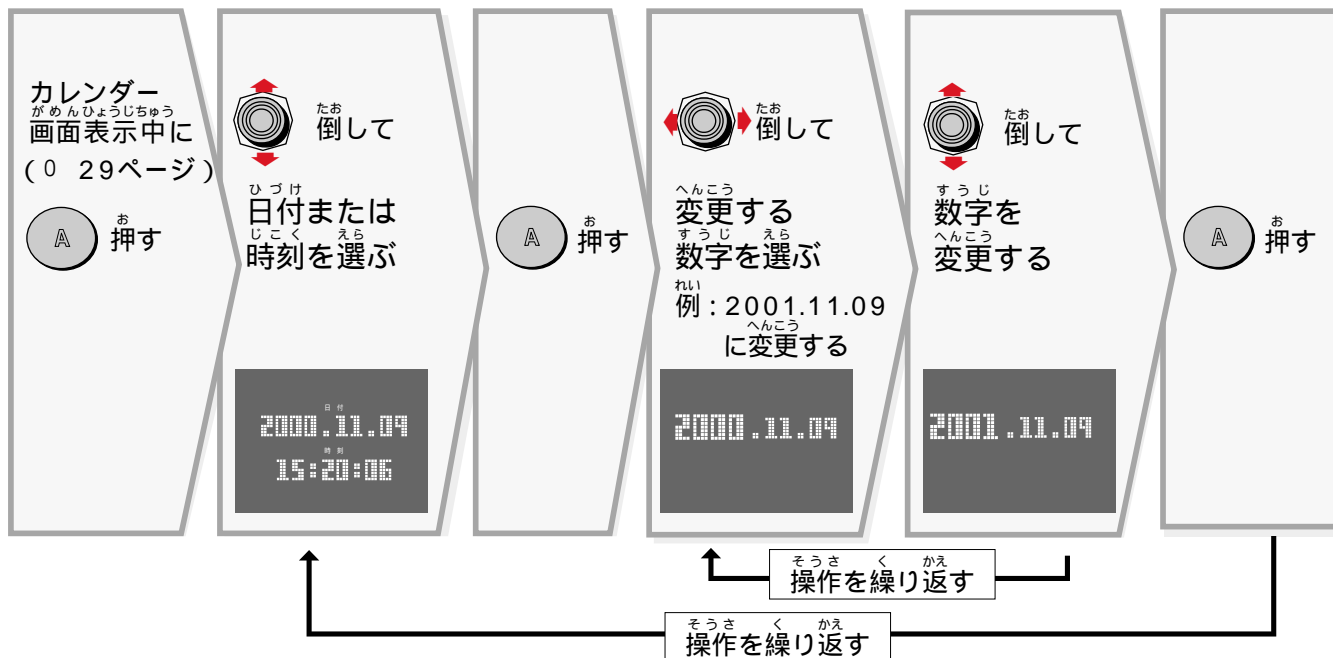 カレンダー
がめんひょうじちゅう
画面表示中に
(0 29ページ)
A
お
押す
たお
倒して
ひづけ
日付または
じこく えら
時刻を選ぶ
日付
2000.11.09
時刻
15:20:06
A
お
押す
たお
倒して
へんこう
変更する
すうじ えら
数字を選ぶ
れい
例:2001.11.09
へんこう
に変更する
2000.11.09
たお
倒して
すうじ
数字を
へんこう
変更する
2001.11.09
A
お
押す
そうさ く かえ
操作を繰り返す
そうさ く かえ
操作を繰り返す